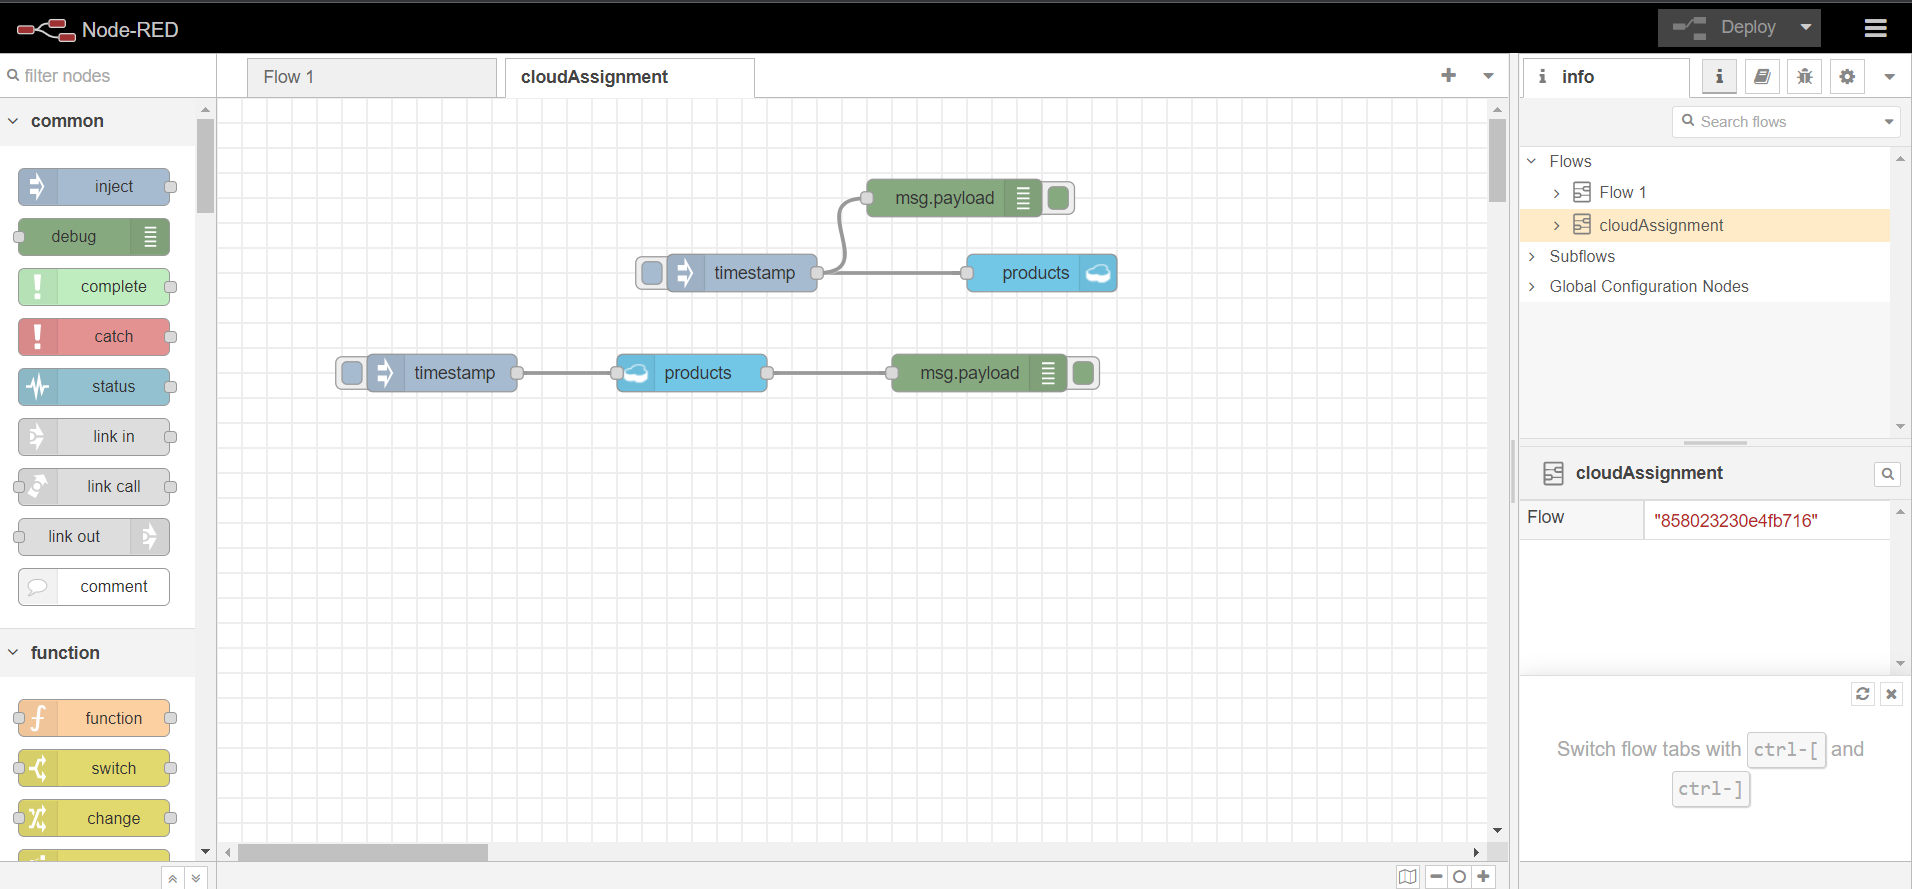 Node-RED
Deploy
filter nodes
Flow 1
cloudAssignment
info
common
Search flows
inject
debug
complete
catch
status
link in
link call
link out
comment
function
function
switch
change
msg.payload
timestamp
products
timestamp
products
msg.payload
Flows
Flow 1
cloudAssignment
Subflows
Global Configuration Nodes
cloudAssignment
Flow "858023230e4fb716"
Switch flow tabs with ctrl-[ and
ctrl-]